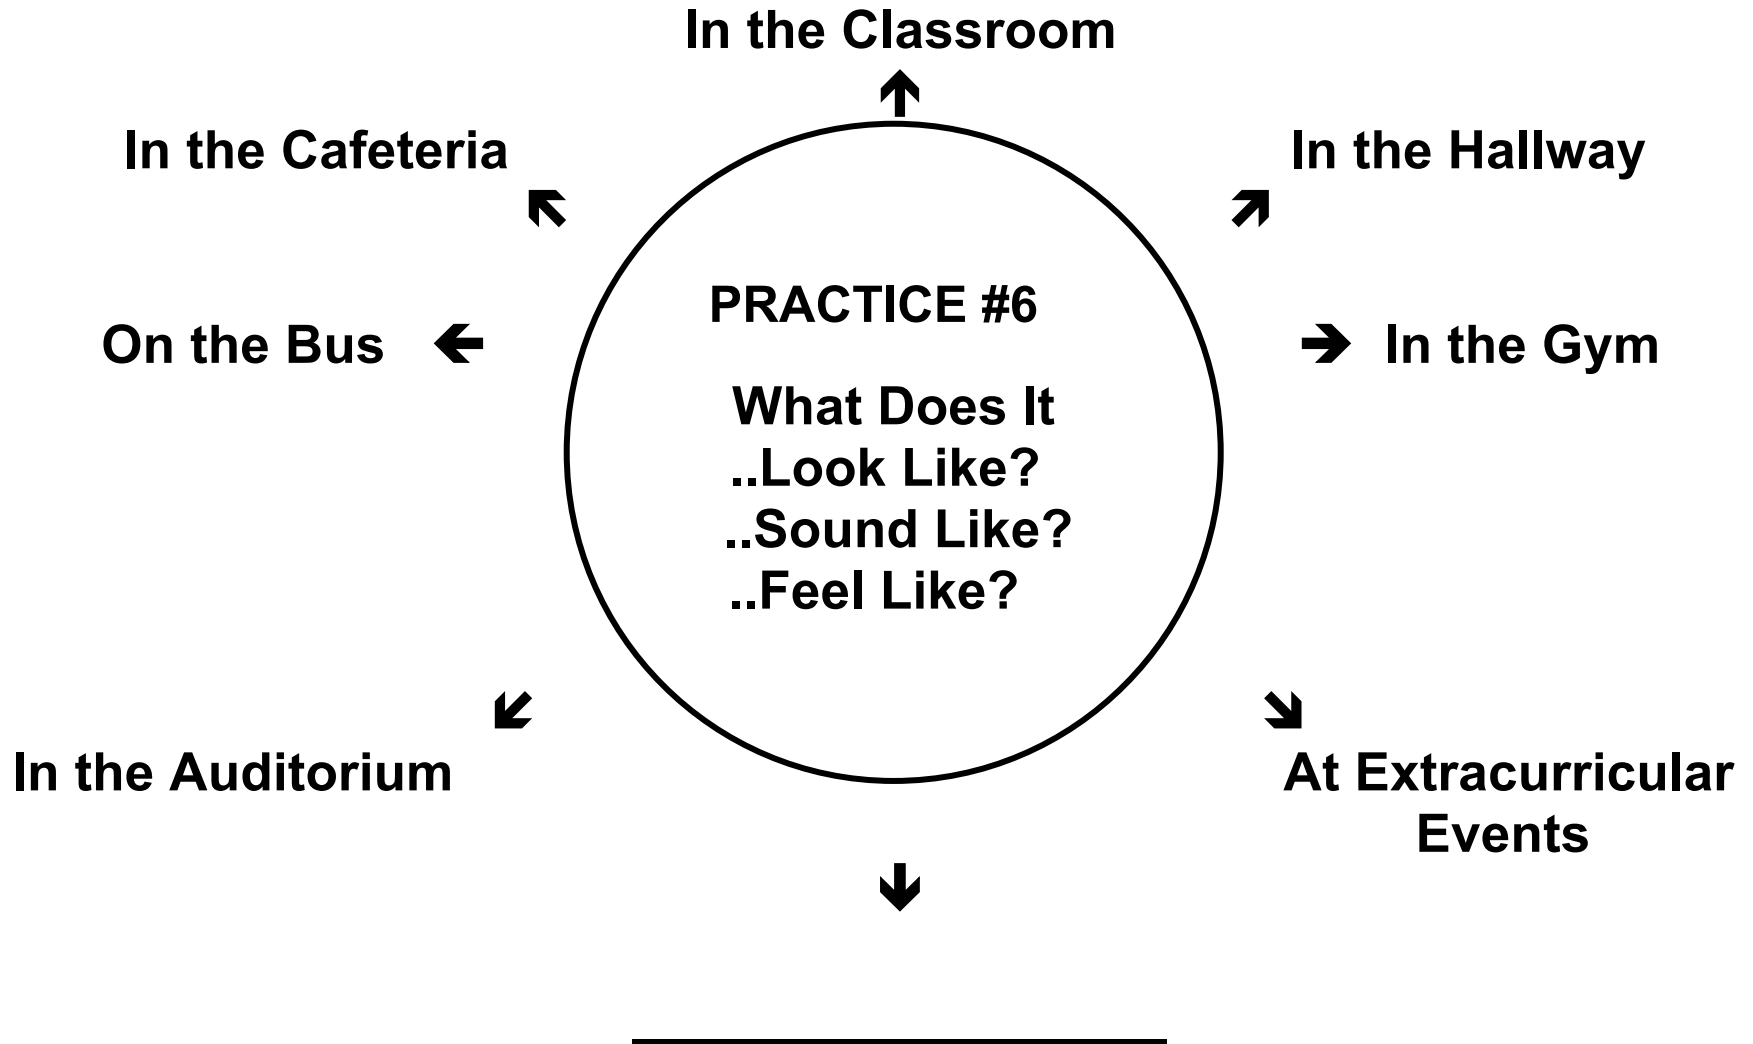 In the Classroom
In the Cafeteria
In the Hallway
PRACTICE #6
On the Bus
In the Gym
What Does It
..Look Like?
..Sound Like?
..Feel Like?
In the Auditorium
At Extracurricular
Events